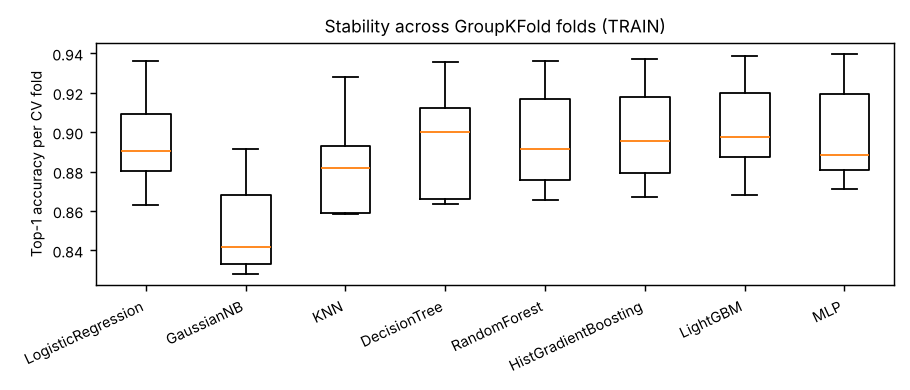 Stability across GroupKFold folds (TRAIN)
Top-1 accuracy per CV fold
0.94
0.92
0.90
0.88
0.86
0.84
LogisticRegression
GaussianNB
KNN
DecisionTree
RandomForest
HistGradientBoosting
LightGBM
MLP